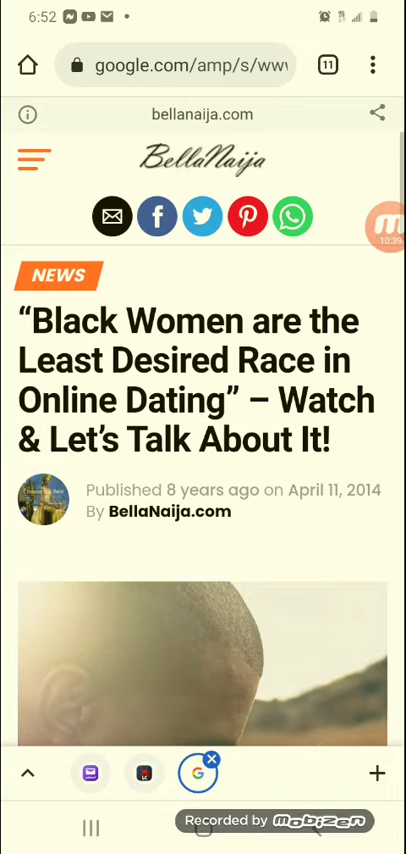 6:52
google.com/amp/s/www
11
bellanaija.com
BellaNaija
10:39
NEWS
“Black Women are the
Least Desired Race in
Online Dating” – Watch
& Let’s Talk About It!
Published 8 years ago on April 11, 2014
By BellaNaija.com
Recorded by mobizen